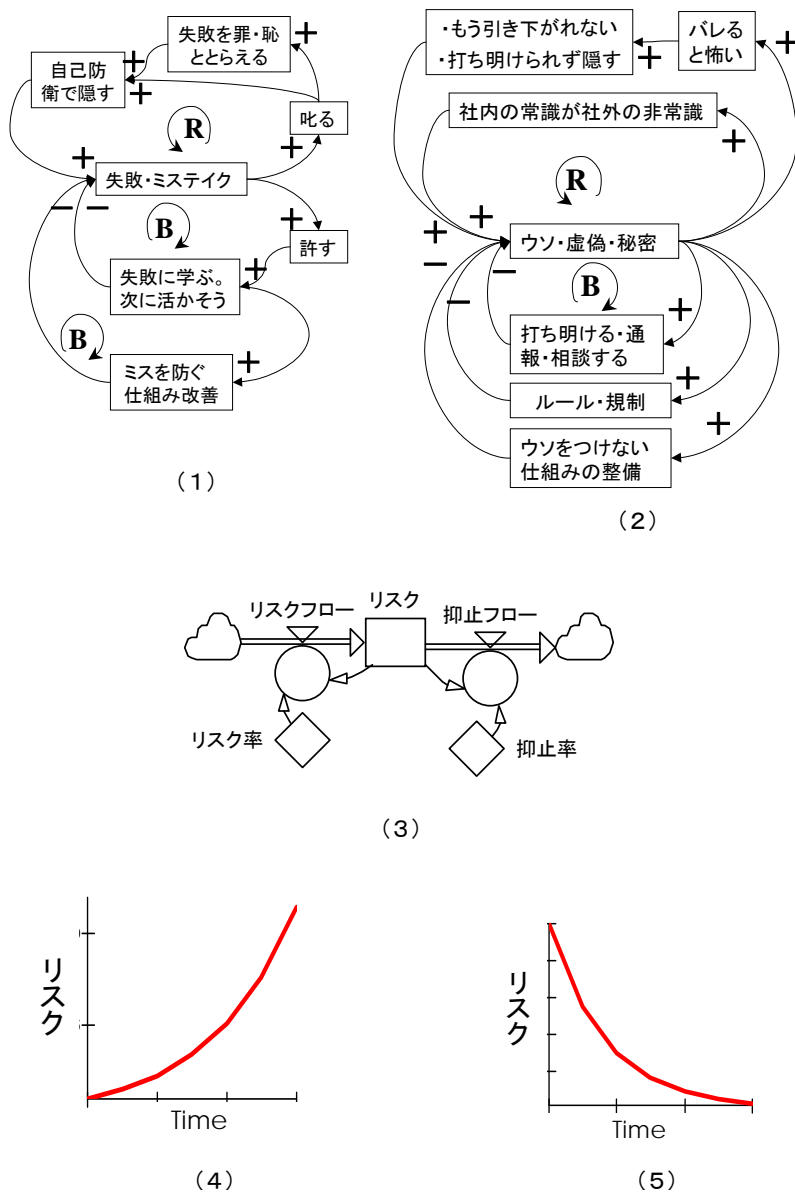 失敗を罪・恥
ととらえる
自己防
衛で隠す
叱る
R
失敗・ミステイク
B
許す
失敗に学ぶ。
次に活かそう
B
ミスを防ぐ
仕組み改善
+
+
+
+
+
+
+
+
－
－
(1)
・もう引き下がれない
・打ち明けられず隠す
バレる
と怖い
社内の常識が社外の非常識
R
ウソ・虚偽・秘密
B
打ち明ける・通
報・相談する
ルール・規制
ウソをつけない
仕組みの整備
+
+
+
+
+
+
+
+
－
－
－
(2)
リスクフロー
リスク
抑止フロー
リスク率
抑止率
(3)
リスク
Time
(4)
リスク
Time
(5)